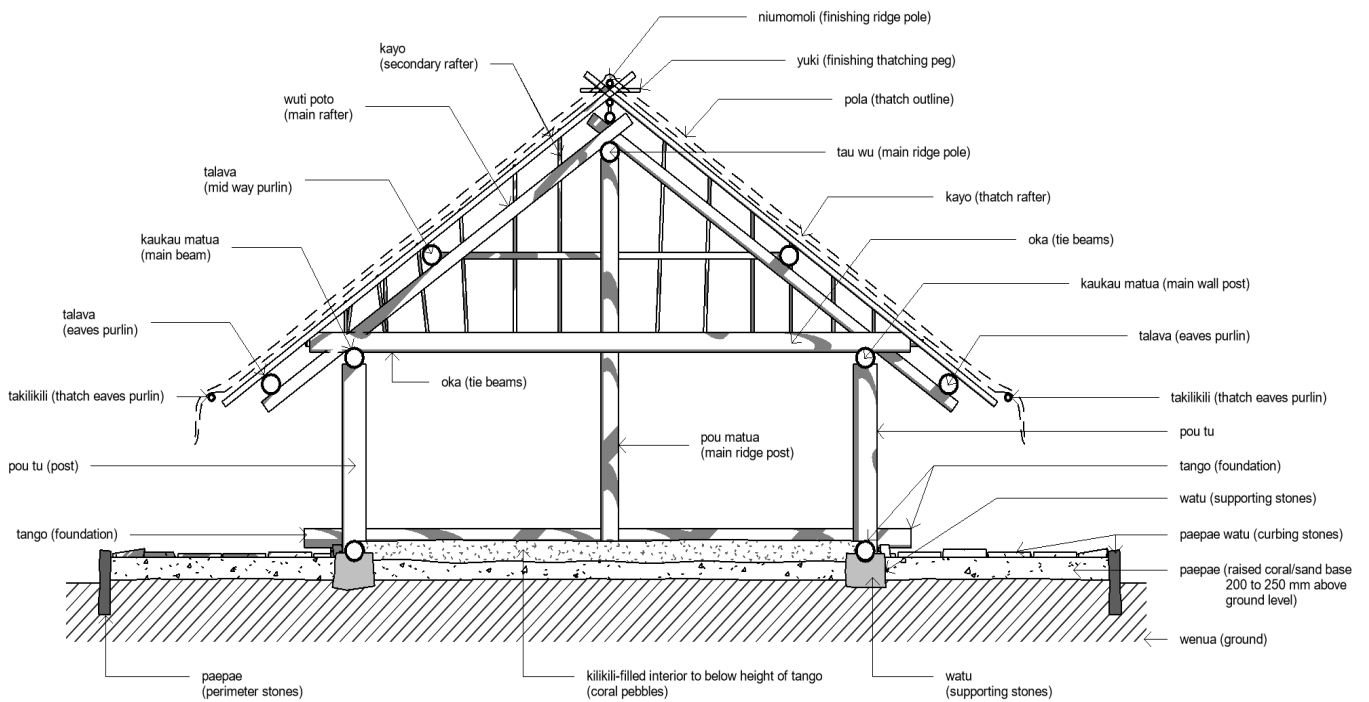 niumomoli (finishing ridge pole)
kayo
(secondary rafter)
yuki (finishing thatching peg)
wuti poto
(main rafter)
pola (thatch outline)
tau wu (main ridge pole)
talava
(mid way purlin)
kayo (thatch rafter)
kaukau matua
(main beam)
oka (tie beams)
kaukau matua (main wall post)
talava
(eaves purlin)
talava (eaves purlin)
oka (tie beams)
takilikili (thatch eaves purlin)
takilikili (thatch eaves purlin)
pou matua
(main ridge post)
pou tu
pou tu (post)
tango (foundation)
watu (supporting stones)
tango (foundation)
paepae watu (curbing stones)
paepae (raised coral/sand base
200 to 250 mm above
ground level)
wenua (ground)
paepae
(perimeter stones)
kilikili-filled interior to below height of tango
(coral pebbles)
watu
(supporting stones)